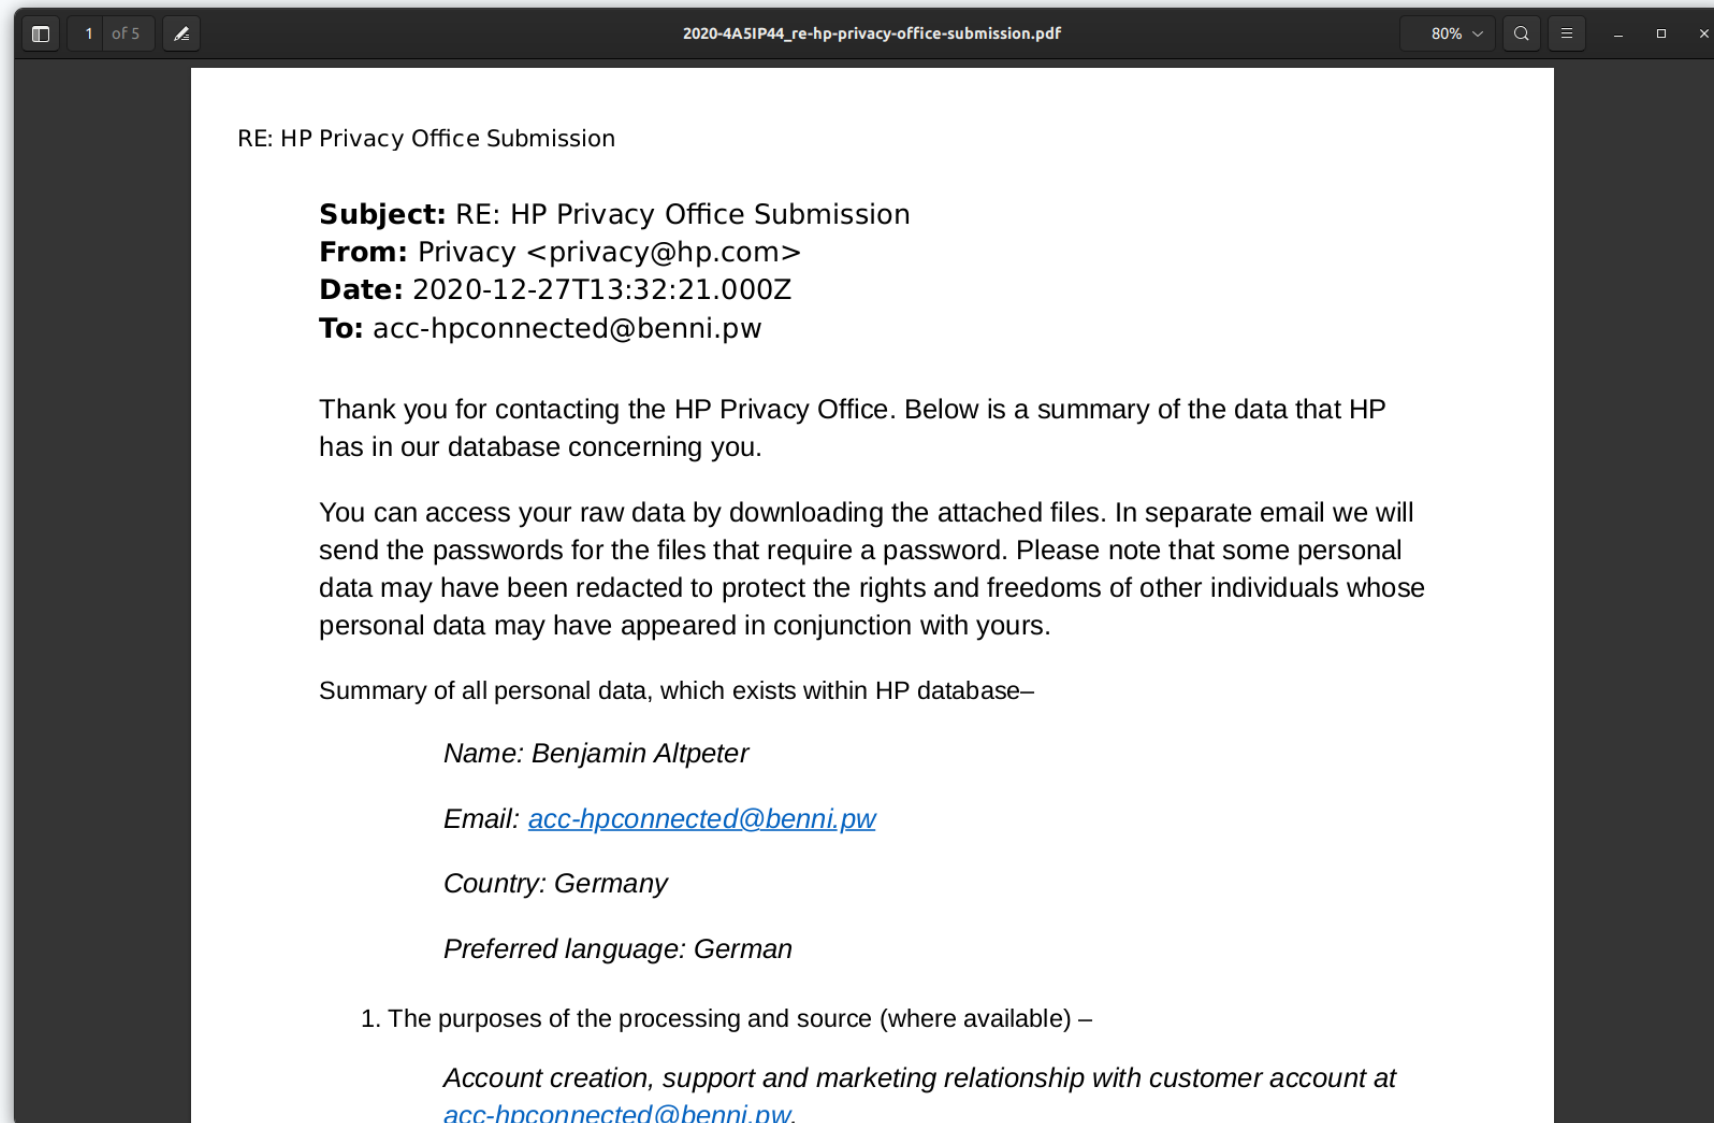 1 of 5
2020-4A5IP44_re-hp-privacy-office-submission.pdf
80%
RE: HP Privacy Office Submission
Subject: RE: HP Privacy Office Submission
From: Privacy <privacy@hp.com>
Date: 2020-12-27T13:32:21.000Z
To: acc-hpconnected@benni.pw
Thank you for contacting the HP Privacy Office. Below is a summary of the data that HP
has in our database concerning you.
You can access your raw data by downloading the attached files. In separate email we will
send the passwords for the files that require a password. Please note that some personal
data may have been redacted to protect the rights and freedoms of other individuals whose
personal data may have appeared in conjunction with yours.
Summary of all personal data, which exists within HP database–
Name: Benjamin Altpeter
Email: acc-hpconnected@benni.pw
Country: Germany
Preferred language: German
1. The purposes of the processing and source (where available) –
Account creation, support and marketing relationship with customer account at
acc-hpconnected@benni.pw.